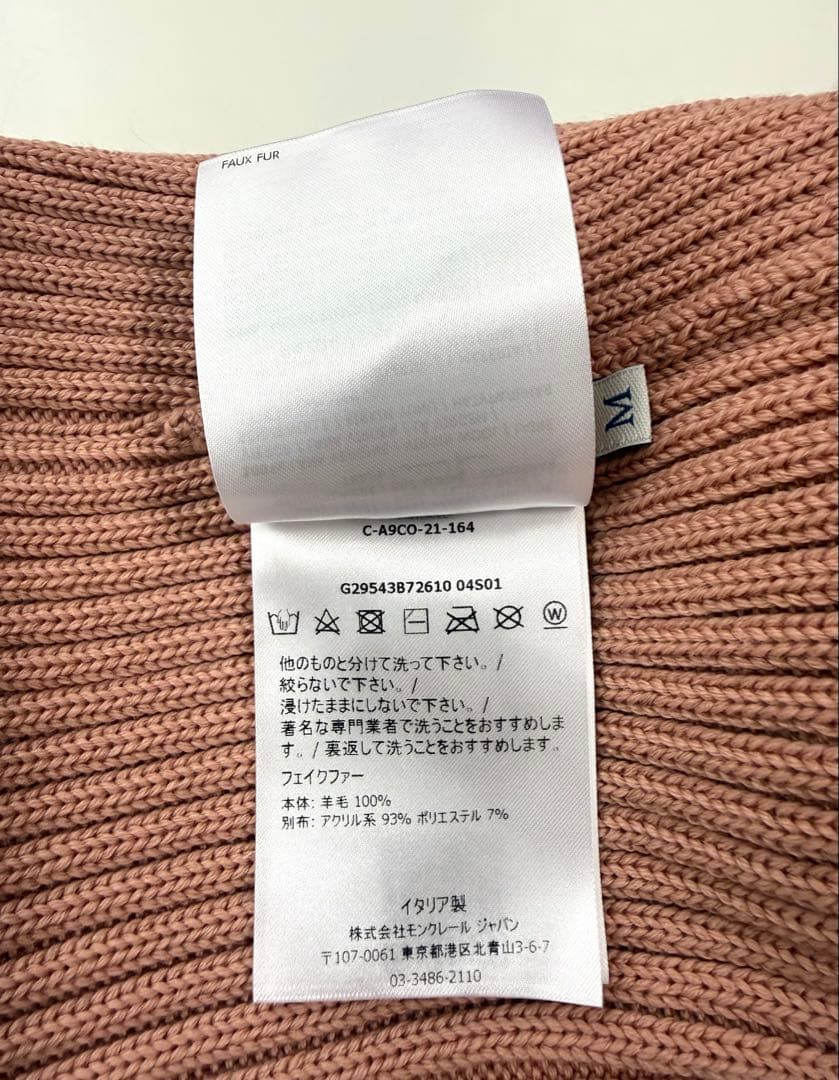 FAUX FUR
M
C-A9CO-21-164
G29543B72610 04S01
W
他のものと分けて洗って下さい。/
絞らないで下さい。/
浸けたままにしないで下さい。/
著名な専門業者で洗うことをおすすめしま
す。/ 裏返して洗うことをおすすめします。
フェイクファー
本体: 羊毛 100%
別布: アクリル系 93% ポリエステル 7%
イタリア製
株式会社モンクレール ジャパン
〒107-0061 東京都港区北青山3-6-7
03-3486-2110